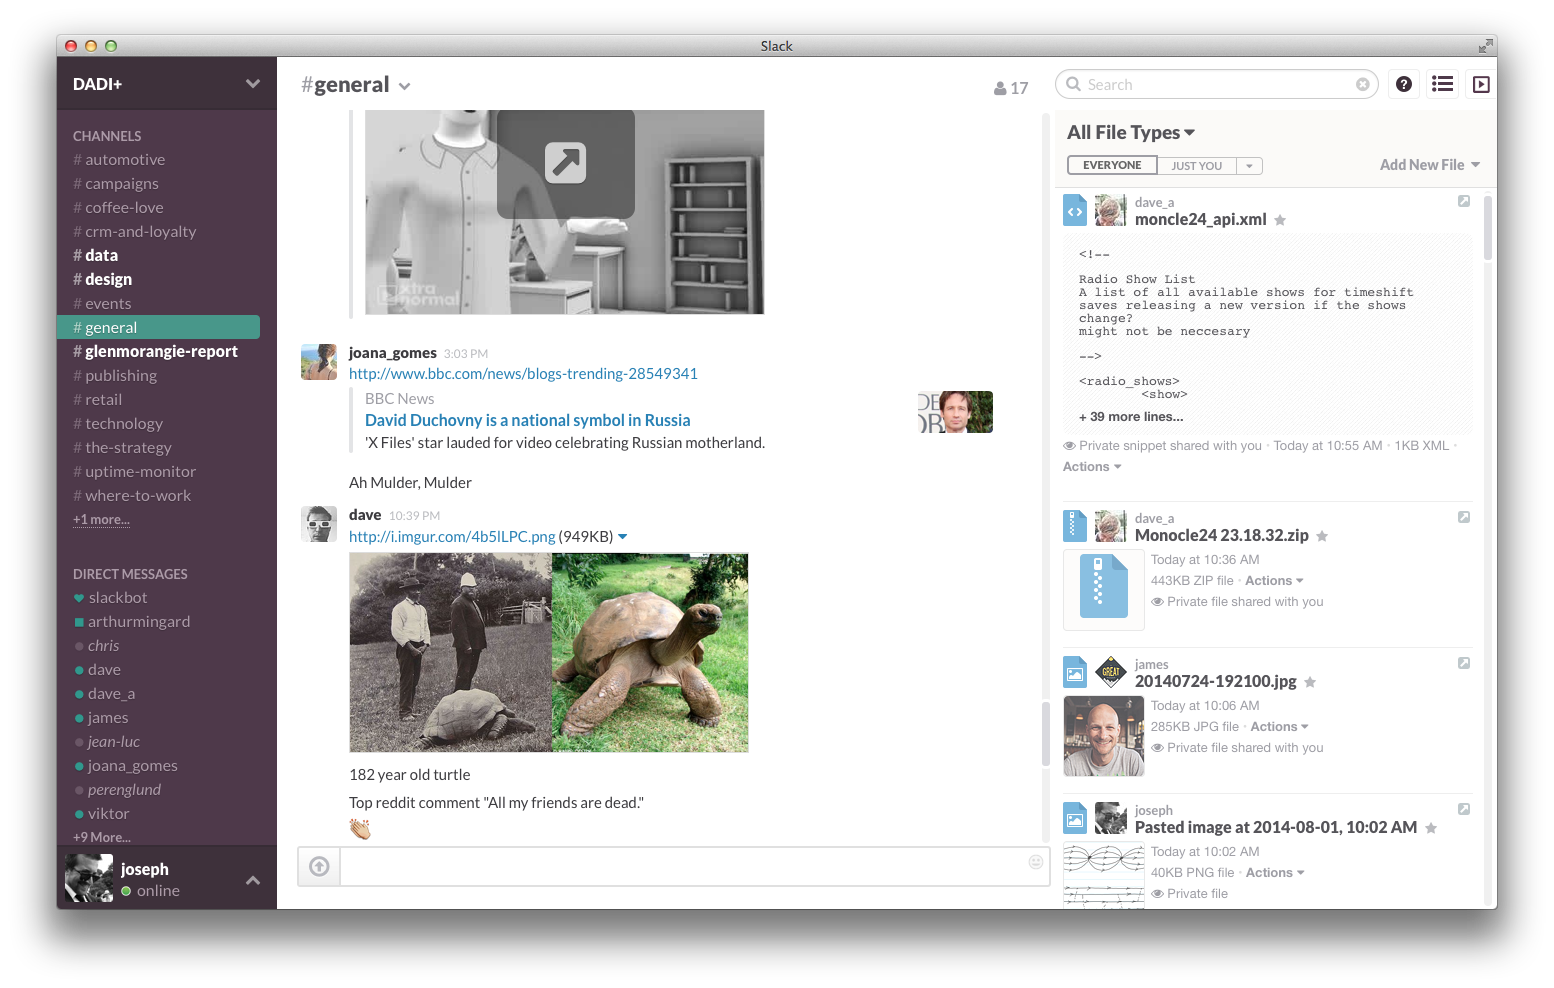 Slack
DADI+
CHANNELS
# automotive
# campaigns
# coffee-love
# crm-and-loyalty
# data
# design
# events
# general
# glenmorangie-report
# publishing
# retail
# technology
# the-strategy
# uptime-monitor
# where-to-work
+1 more...
DIRECT MESSAGES
slackbot
arthurmingard
chris
dave
dave_a
james
jean-luc
joana_gomes
perenglund
viktor
+9 More...
joseph
online
#general
17
xtra
normal
joana_gomes 3:03 PM
http://www.bbc.com/news/blogs-trending-28549341
BBC News
David Duchovny is a national symbol in Russia
'X Files' star lauded for video celebrating Russian motherland.
Ah Mulder, Mulder
dave 10:39 PM
http://i.imgur.com/4b5lLPC.png (949KB)
182 year old turtle
Top reddit comment "All my friends are dead."
Search
All File Types
EVERYONE JUST YOU
Add New File
dave_a
moncle24_api.xml
<!--
Radio Show List
A list of all available shows for timeshift
saves releasing a new version if the shows
change?
might not be neccesary
-->
<radio_shows>
<show>
+ 39 more lines...
Private snippet shared with you · Today at 10:55 AM · 1KB XML ·
Actions
dave_a
Monocle24 23.18.32.zip
Today at 10:36 AM
443KB ZIP file · Actions
Private file shared with you
james
GREAT
20140724-192100.jpg
Today at 10:06 AM
285KB JPG file · Actions
Private file shared with you
joseph
Pasted image at 2014-08-01, 10:02 AM
Today at 10:02 AM
40KB PNG file · Actions
Private file